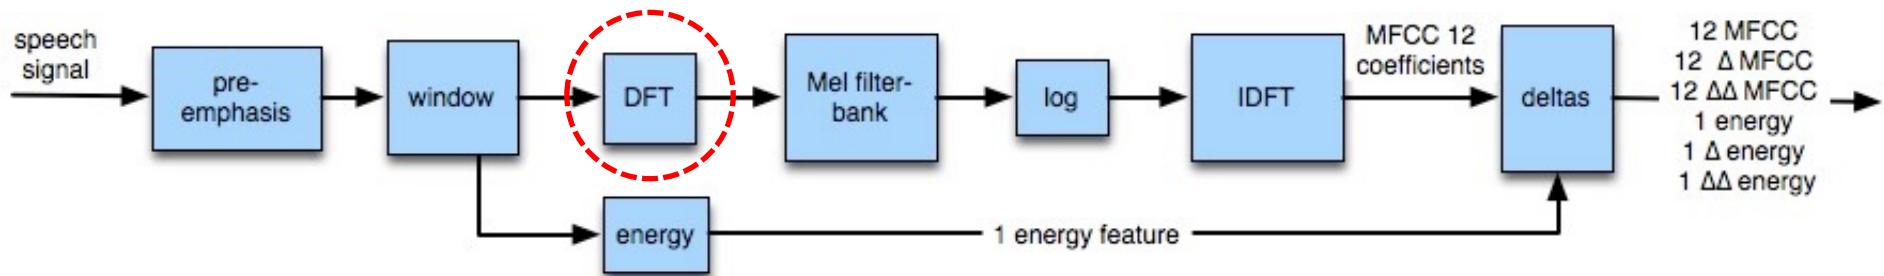 speech
signal
pre-
emphasis
window
DFT
Mel filter-
bank
log
IDFT
MFCC 12
coefficients
deltas
12 MFCC
12 Δ MFCC
12 ΔΔ MFCC
1 energy
1 Δ energy
1 ΔΔ energy
energy
1 energy feature